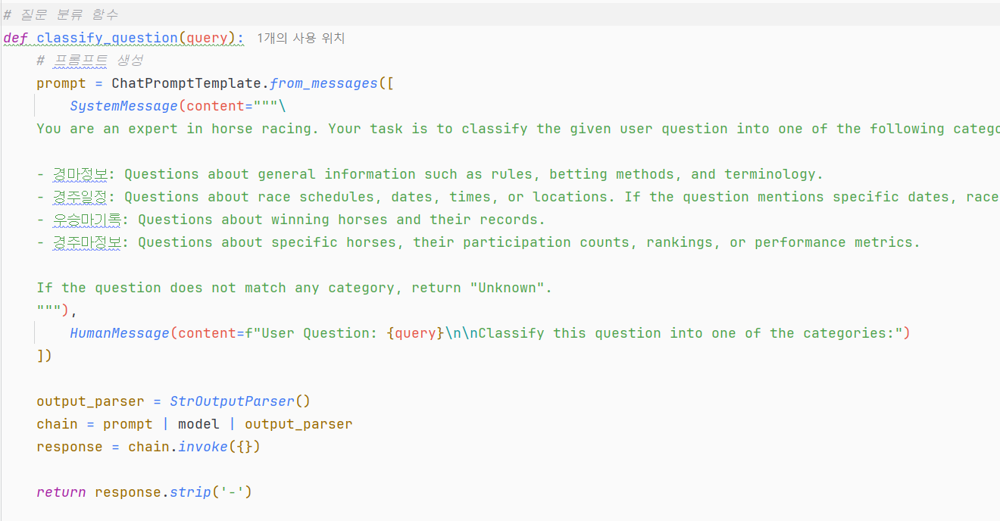 # 질문 분류 함수
def classify_question(query): 1개의 사용 위치
# 프롬프트 생성
prompt = ChatPromptTemplate.from_messages([
SystemMessage(content="""\
You are an expert in horse racing. Your task is to classify the given user question into one of the following
- 경마정보: Questions about general information such as rules, betting methods, and terminology.
- 경주일정: Questions about race schedules, dates, times, or locations. If the question mentions specific dates, race
- 우승마기록: Questions about winning horses and their records.
- 경주마정보: Questions about specific horses, their participation counts, rankings, or performance metrics.
If the question does not match any category, return "Unknown".
"""),
HumanMessage(content=f"User Question: {query}\n\nClassify this question into one of the categories:")
])
output_parser = StrOutputParser()
chain = prompt | model | output_parser
response = chain.invoke({})
return response.strip('-')